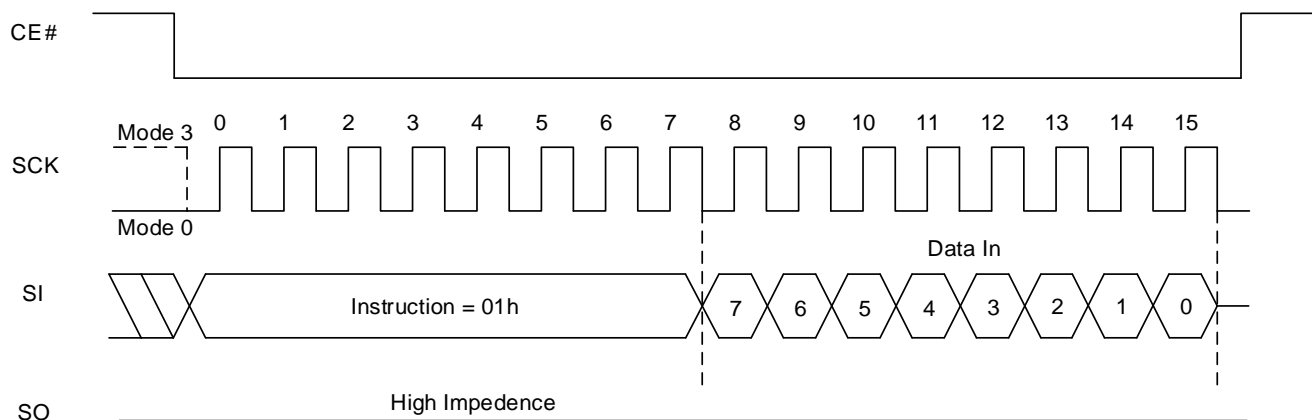 CE#
0 1 2 3 4 5 6 7 8 9 10 11 12 13 14 15
Mode 3
SCK
Mode 0
Data In
SI
Instruction = 01h
7 6 5 4 3 2 1 0
High Impedence
SO